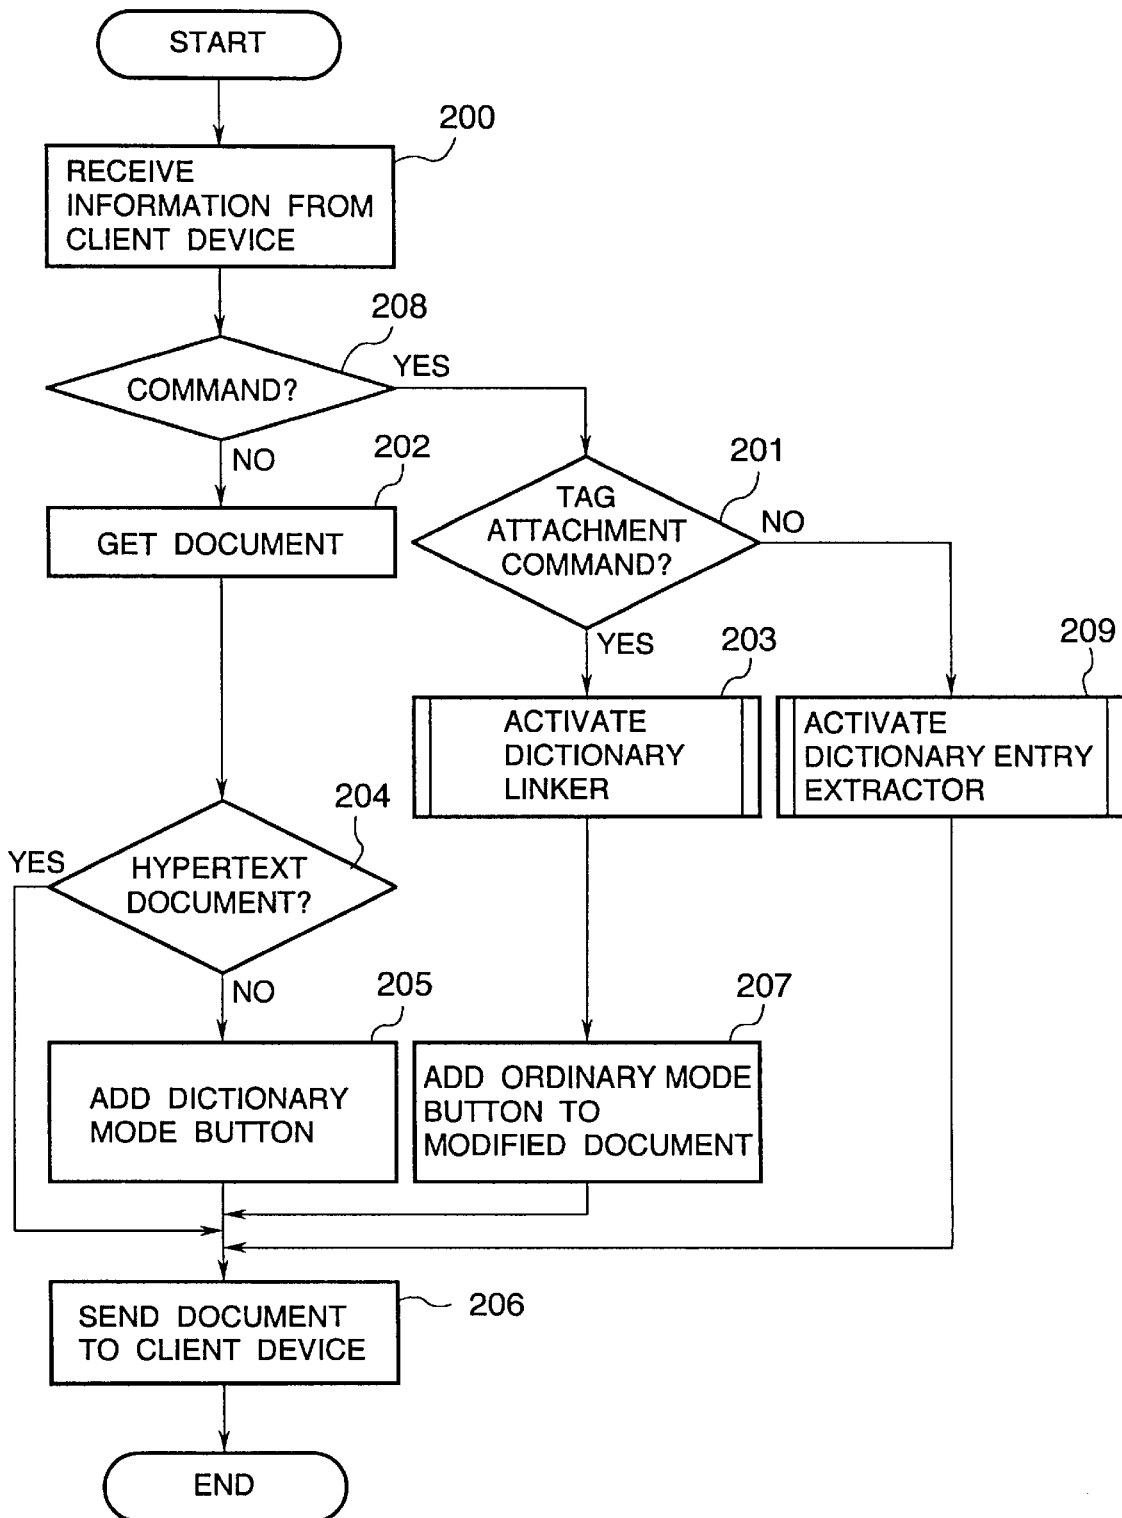 START
200
RECEIVE
INFORMATION FROM
CLIENT DEVICE
208
COMMAND?
YES
NO
202
GET DOCUMENT
201
TAG
ATTACHMENT
COMMAND?
NO
YES
203
ACTIVATE
DICTIONARY
LINKER
209
ACTIVATE
DICTIONARY ENTRY
EXTRACTOR
204
YES
HYPERTEXT
DOCUMENT?
NO
205
ADD DICTIONARY
MODE BUTTON
207
ADD ORDINARY MODE
BUTTON TO
MODIFIED DOCUMENT
SEND DOCUMENT
TO CLIENT DEVICE
206
END